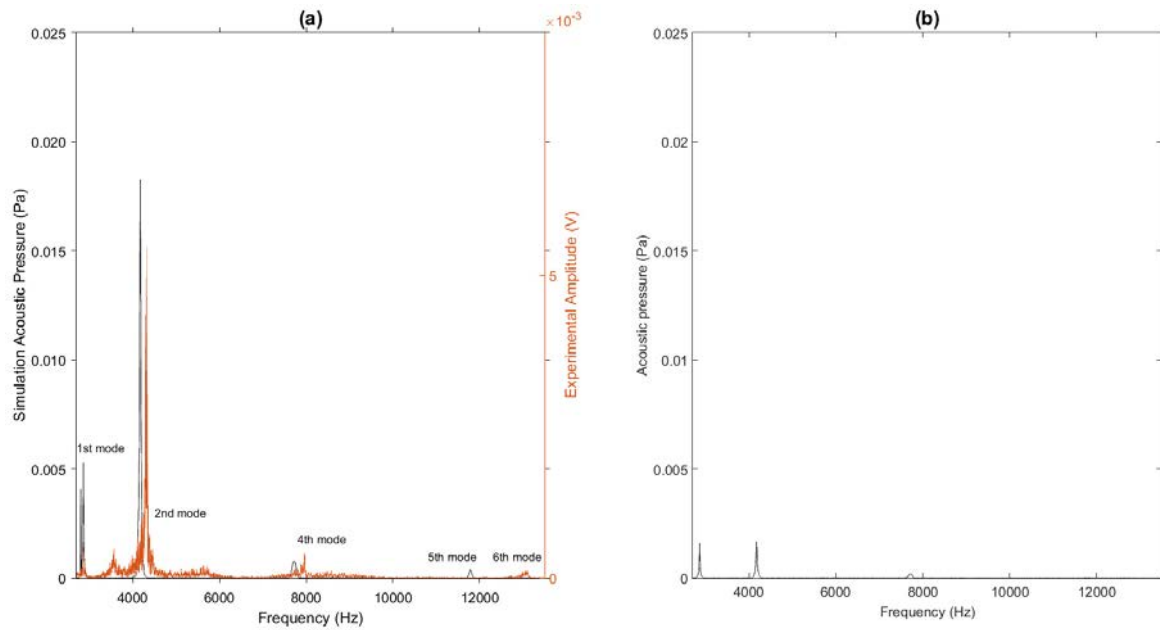 (a)
× 10⁻³
0.025
0.020
0.015
0.010
0.005
0
Simulation Acoustic Pressure (Pa)
5
0
Experimental Amplitude (V)
1st mode
2nd mode
4th mode
5th mode
6th mode
4000 6000 8000 10000 12000
Frequency (Hz)
(b)
0.025
0.02
0.015
0.01
0.005
0
Acoustic pressure (Pa)
4000 6000 8000 10000 12000
Frequency (Hz)